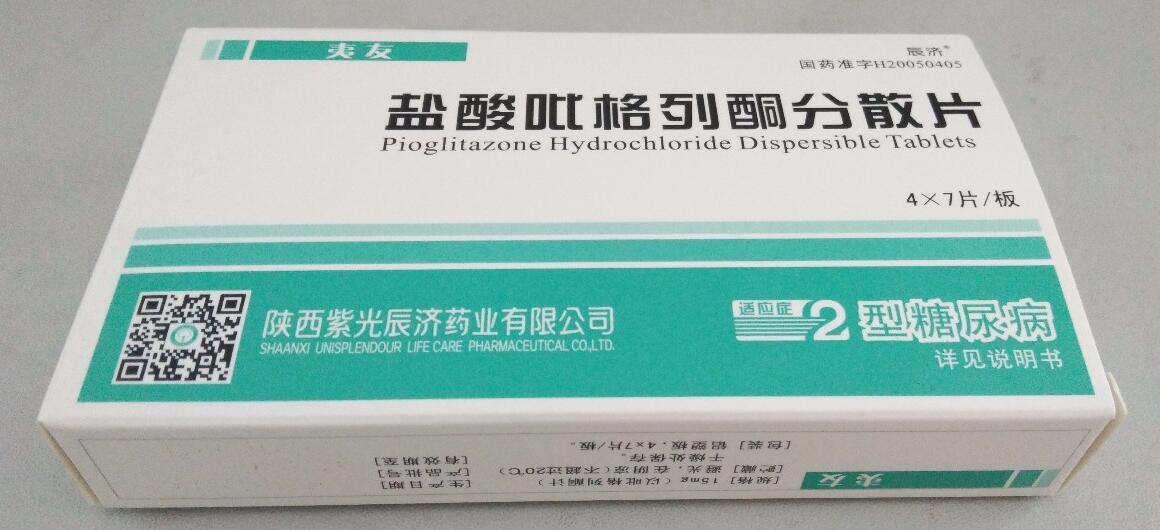 夷友
辰济®
国药准字H20050405
盐酸吡格列酮分散片
Pioglitazone Hydrochloride Dispersible Tablets
4×7片/板
陕西紫光辰济药业有限公司
SHAANXI UNISPLENDOUR LIFE CARE PHARMACEUTICAL CO.,LTD.
适应症
2型糖尿病
详见说明书
夷友
[规格] 15mg（以吡格列酮计）
[贮藏] 避光，在阴凉（不超过20℃）
干燥处保存。
[包装] 铝塑板，4×7片/板。
[生产日期]
[产品批号]
[有效期至]